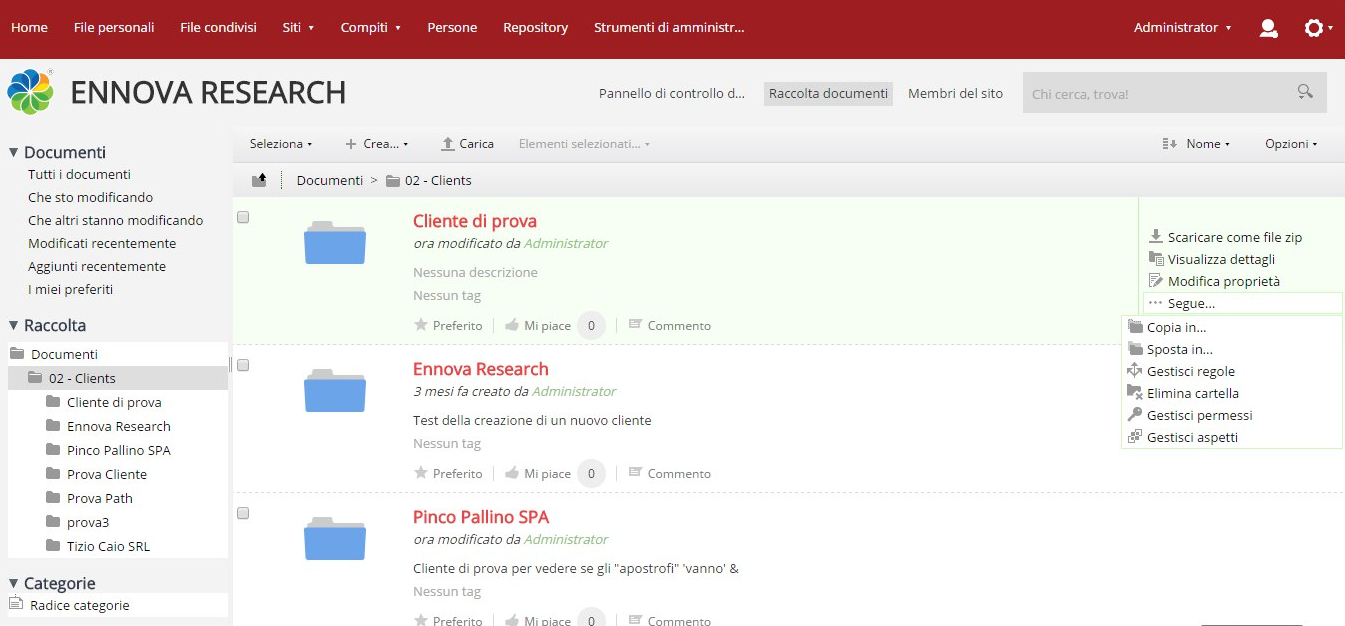 Home File personali File condivisi Siti Compiti Persone Repository Strumenti di amministr... Administrator
ENNOVA RESEARCH
Pannello di controllo d... Raccolta documenti Membri del sito Chi cerca, trova!
Seleziona Crea... Carica Elementi selezionati... Nome Opzioni
Documenti > 02 - Clients
Documenti
Tutti i documenti
Che sto modificando
Che altri stanno modificando
Modificati recentemente
Aggiunti recentemente
I miei preferiti
Raccolta
Documenti
02 - Clients
Cliente di prova
Ennova Research
Pinco Pallino SPA
Prova Cliente
Prova Path
prova3
Tizio Caio SRL
Categorie
Radice categorie
Cliente di prova
ora modificato da Administrator
Nessuna descrizione
Nessun tag
Preferito Mi piace 0 Commento
Scaricare come file zip
Visualizza dettagli
Modifica proprietà
Segue...
Copia in...
Sposta in...
Gestisci regole
Elimina cartella
Gestisci permessi
Gestisci aspetti
Ennova Research
3 mesi fa creato da Administrator
Test della creazione di un nuovo cliente
Nessun tag
Preferito Mi piace 0 Commento
Pinco Pallino SPA
ora modificato da Administrator
Cliente di prova per vedere se gli "apostrofi" 'vanno' &
Nessun tag
Preferito Mi piace 0 Commento